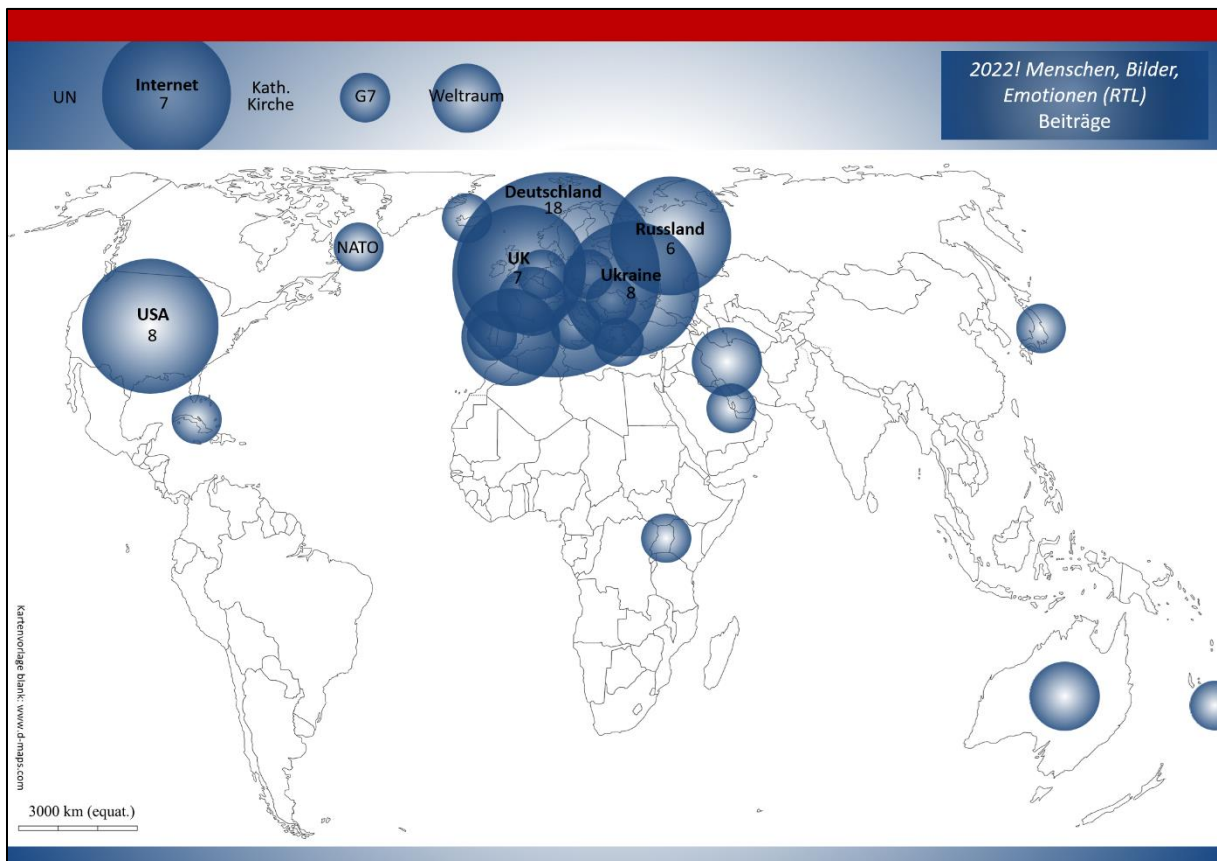 UN
Internet
7
Kath.
Kirche
G7
Weltraum
2022! Menschen, Bilder,
Emotionen (RTL)
Beiträge
Deutschland
18
NATO
Russland
6
UK
7
Ukraine
8
USA
8
Kartenvorlage blank: www.d-maps.com
3000 km (equat.)